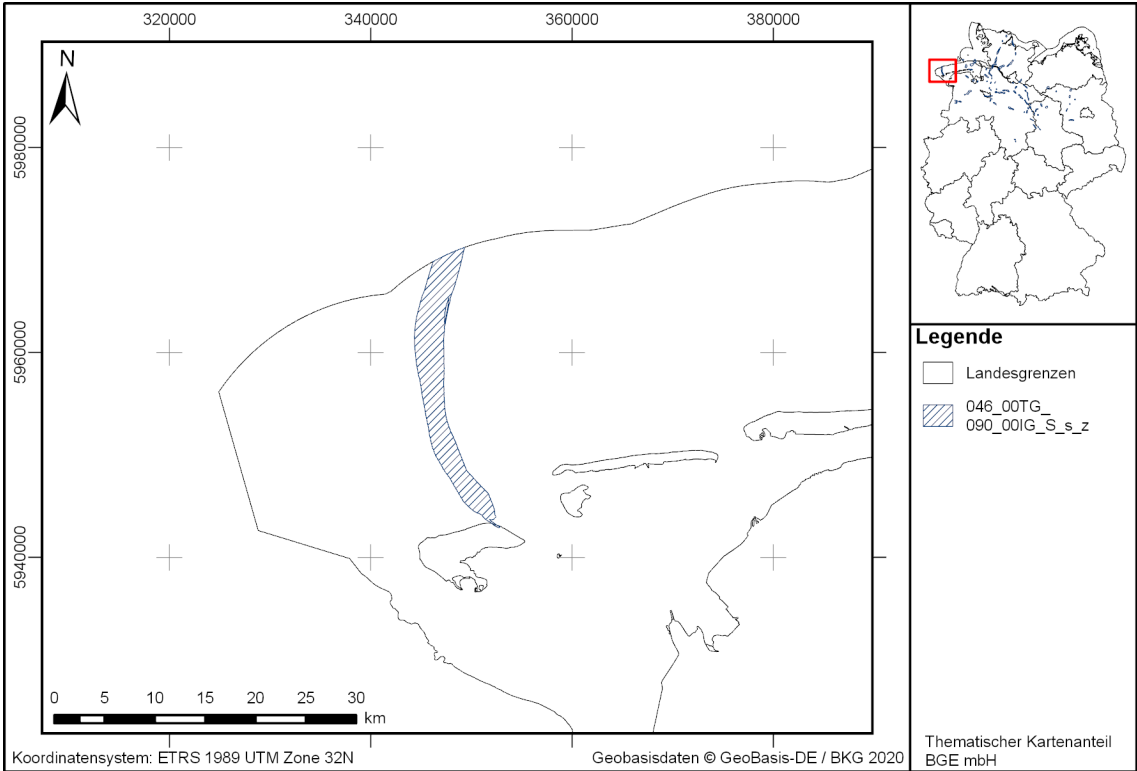 320000 340000 360000 380000
N
5980000
5960000
5940000
0 5 10 15 20 25 30
km
Koordinatensystem: ETRS 1989 UTM Zone 32N
Geobasisdaten © GeoBasis-DE / BKG 2020
Legende
Landesgrenzen
046_00TG_
090_00IG_S_s_z
Thematischer Kartenanteil
BGE mbH